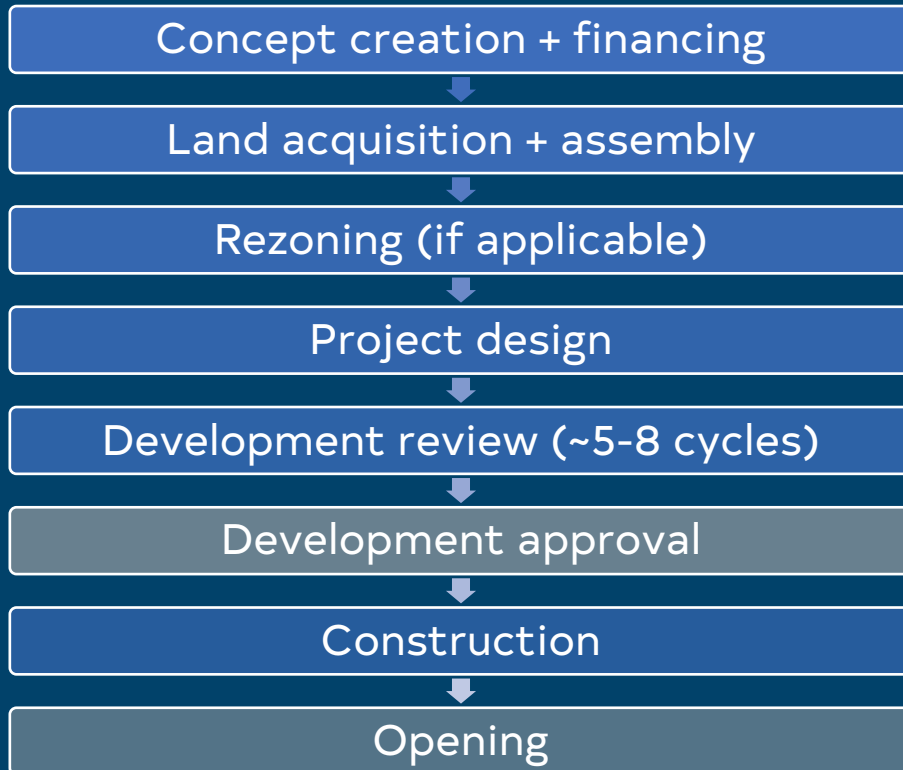 Concept creation + financing
Land acquisition + assembly
Rezoning (if applicable)
Project design
Development review (~5-8 cycles)
Development approval
Construction
Opening